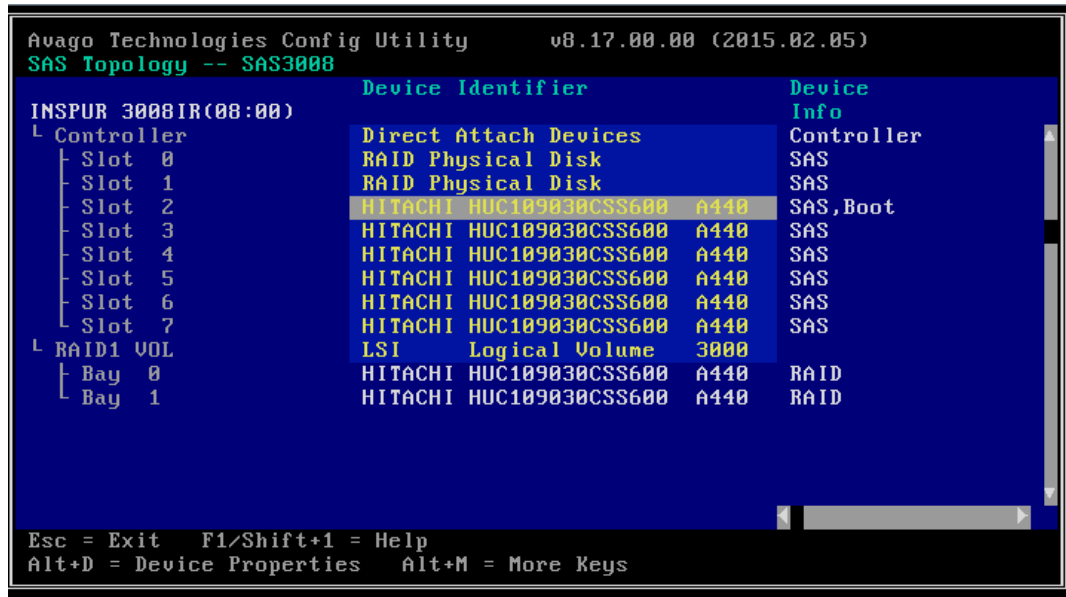 Avago Technologies Config Utility v8.17.00.00 (2015.02.05)
SAS Topology -- SAS3008
Device Identifier Device
INSPUR 3008IR(08:00) Info
Controller Direct Attach Devices Controller
Slot 0 RAID Physical Disk SAS
Slot 1 RAID Physical Disk SAS
Slot 2 HITACHI HUC109030CSS600 A440 SAS,Boot
Slot 3 HITACHI HUC109030CSS600 A440 SAS
Slot 4 HITACHI HUC109030CSS600 A440 SAS
Slot 5 HITACHI HUC109030CSS600 A440 SAS
Slot 6 HITACHI HUC109030CSS600 A440 SAS
Slot 7 HITACHI HUC109030CSS600 A440 SAS
RAID1 VOL LSI Logical Volume 3000
Bay 0 HITACHI HUC109030CSS600 A440 RAID
Bay 1 HITACHI HUC109030CSS600 A440 RAID
Esc = Exit F1/Shift+1 = Help
Alt+D = Device Properties Alt+M = More Keys